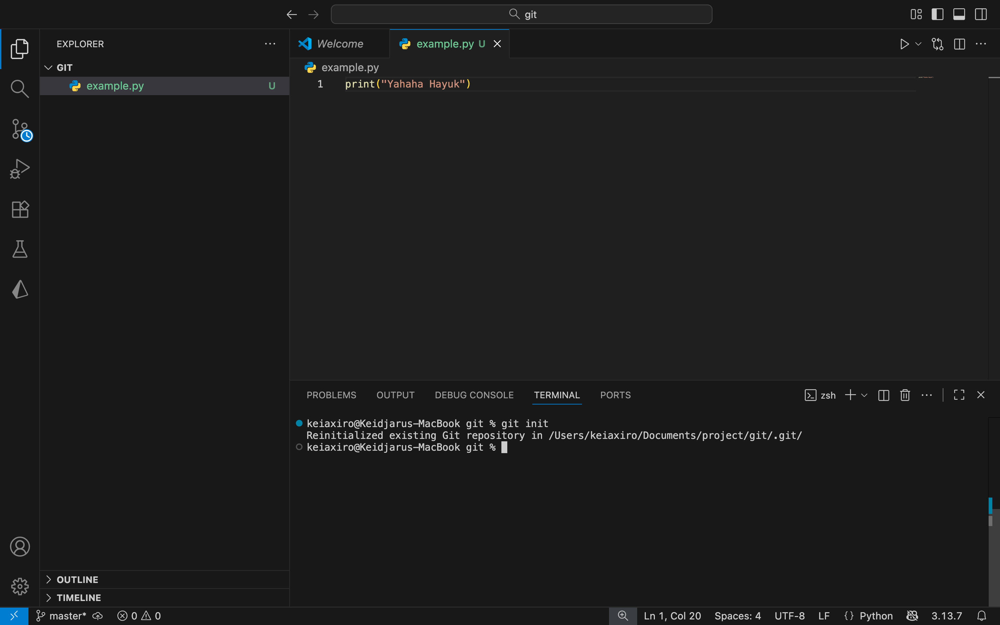 git
EXPLORER
GIT
example.py U
Welcome
example.py U
example.py
1 print("Yahaha Hayuk")
PROBLEMS OUTPUT DEBUG CONSOLE TERMINAL PORTS
zsh
keiaxiro@Keidjarus-MacBook git % git init
Reinitialized existing Git repository in /Users/keiaxiro/Documents/project/git/.git/
keiaxiro@Keidjarus-MacBook git %
OUTLINE
TIMELINE
master* 0 0 Ln 1, Col 20 Spaces: 4 UTF-8 LF {} Python 3.13.7